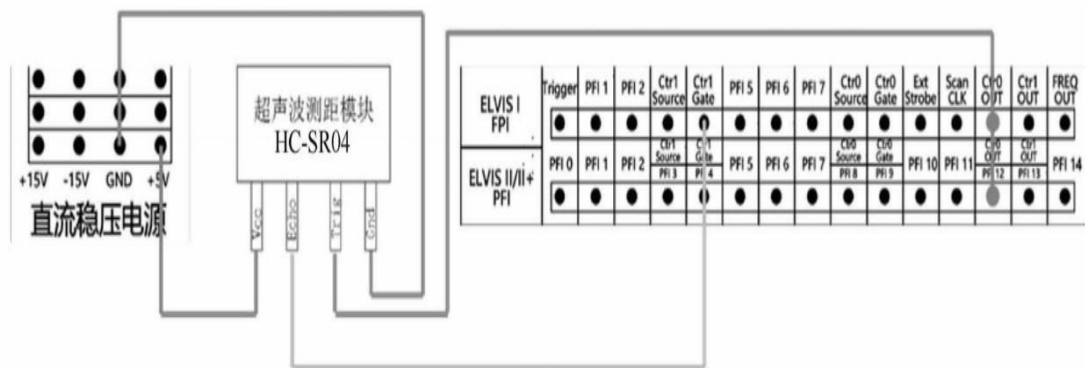 +15V -15V GND +5V
直流稳压电源
超声波测距模块
HC-SR04
Vcc Echo Trig Gnd
ELVIS I
FPI
Trigger PFI 1 PFI 2 Ctr1 Source Ctr1 Gate PFI 5 PFI 6 PFI 7 Ctr0 Source Ctr0 Gate Ext Strobe Scan CLK Ctr0 OUT Ctr1 OUT FREQ OUT
ELVIS II/II+
PFI
PFI 0 PFI 1 PFI 2 Ctr1 Source PFI 3 Ctr1 Gate PFI 4 PFI 5 PFI 6 PFI 7 Ctr0 Source PFI 8 Ctr0 Gate PFI 9 PFI 10 PFI 11 Ctr0 OUT PFI 12 Ctr1 OUT PFI 13 PFI 14